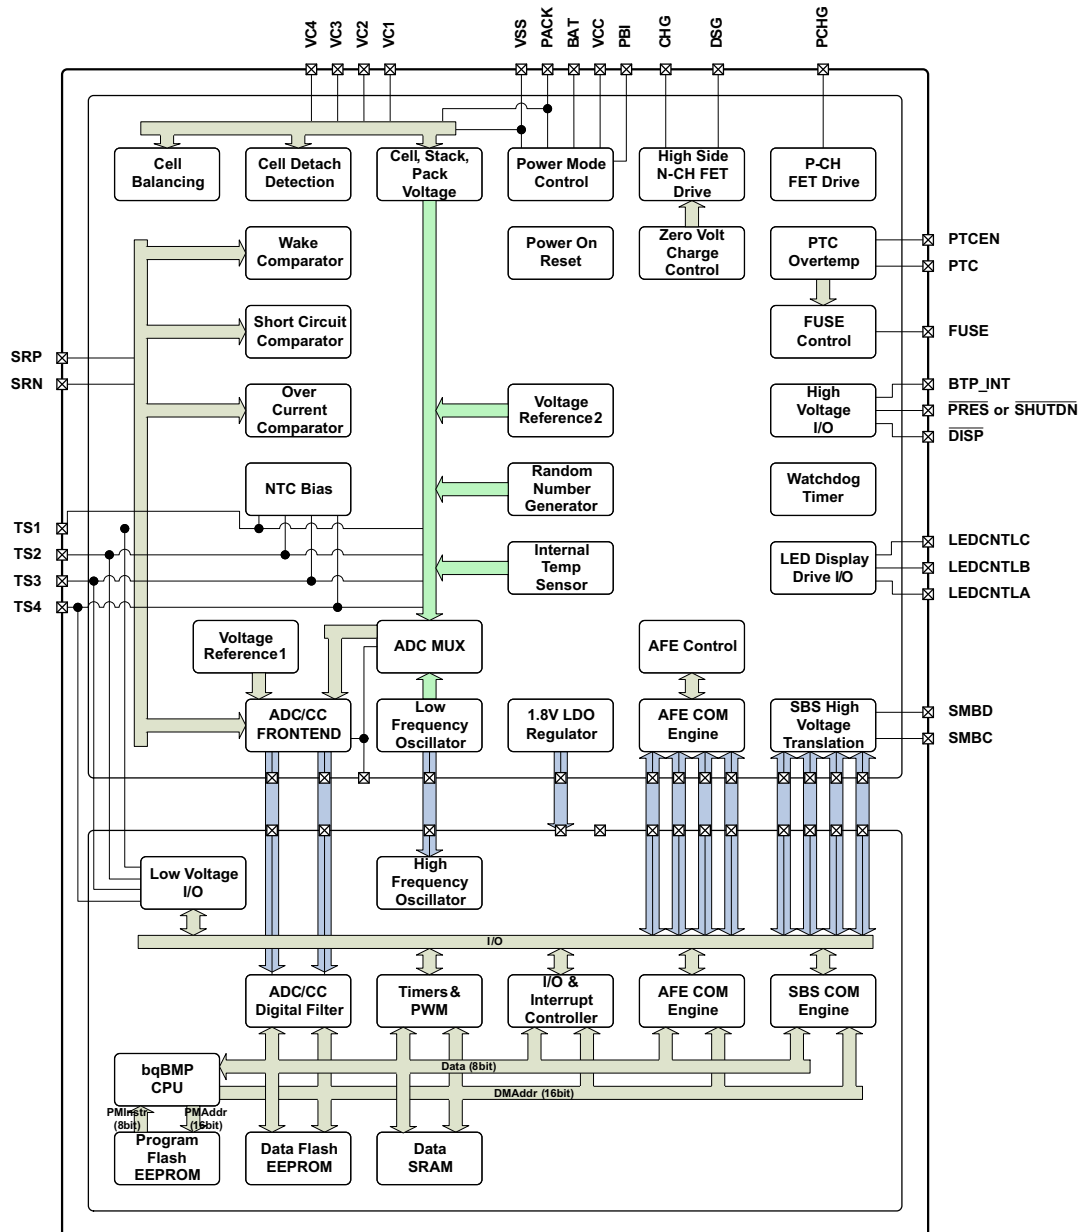 VC4
VC3
VC2
VC1
VSS
PACK
BAT
VCC
PBI
CHG
DSG
PCHG
Cell
Balancing
Cell Detach
Detection
Cell, Stack,
Pack
Voltage
Power Mode
Control
High Side
N-CH FET
Drive
P-CH
FET Drive
Wake
Comparator
Power On
Reset
Zero Volt
Charge
Control
PTC
Overtemp
PTCEN
PTC
Short Circuit
Comparator
FUSE
Control
FUSE
SRP
SRN
Over
Current
Comparator
Voltage
Reference2
High
Voltage
I/O
BTP_INT
PRES or SHUTDN
DISP
NTC Bias
Random
Number
Generator
Watchdog
Timer
TS1
TS2
TS3
TS4
Internal
Temp
Sensor
LED Display
Drive I/O
LEDCNTLC
LEDCNTLB
LEDCNTLA
Voltage
Reference1
ADC MUX
AFE Control
ADC/CC
FRONTEND
Low
Frequency
Oscillator
1.8V LDO
Regulator
AFE COM
Engine
SBS High
Voltage
Translation
SMBD
SMBC
Low Voltage
I/O
High
Frequency
Oscillator
I/O
ADC/CC
Digital Filter
Timers &
PWM
I/O &
Interrupt
Controller
AFE COM
Engine
SBS COM
Engine
bqBMP
CPU
Data (8bit)
DMAddr (16bit)
PMInstr
(8bit)
PMAddr
(16bit)
Program
Flash
EEPROM
Data Flash
EEPROM
Data
SRAM